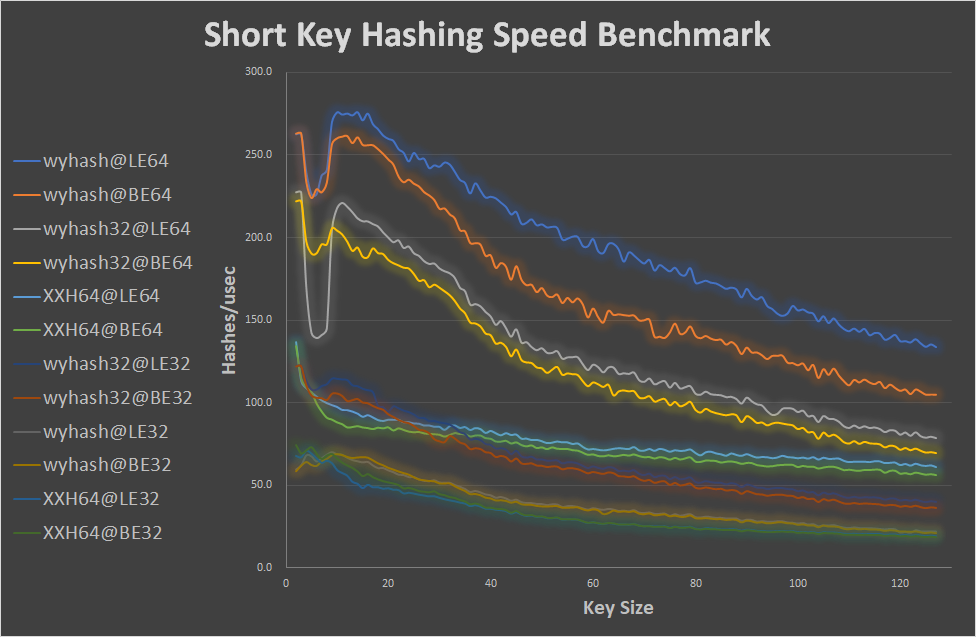 Short Key Hashing Speed Benchmark
300.0
250.0
200.0
150.0
100.0
50.0
0.0
Hashes/usec
wyhash@LE64
wyhash@BE64
wyhash32@LE64
wyhash32@BE64
XXH64@LE64
XXH64@BE64
wyhash32@LE32
wyhash32@BE32
wyhash@LE32
wyhash@BE32
XXH64@LE32
XXH64@BE32
0 20 40 60 80 100 120
Key Size